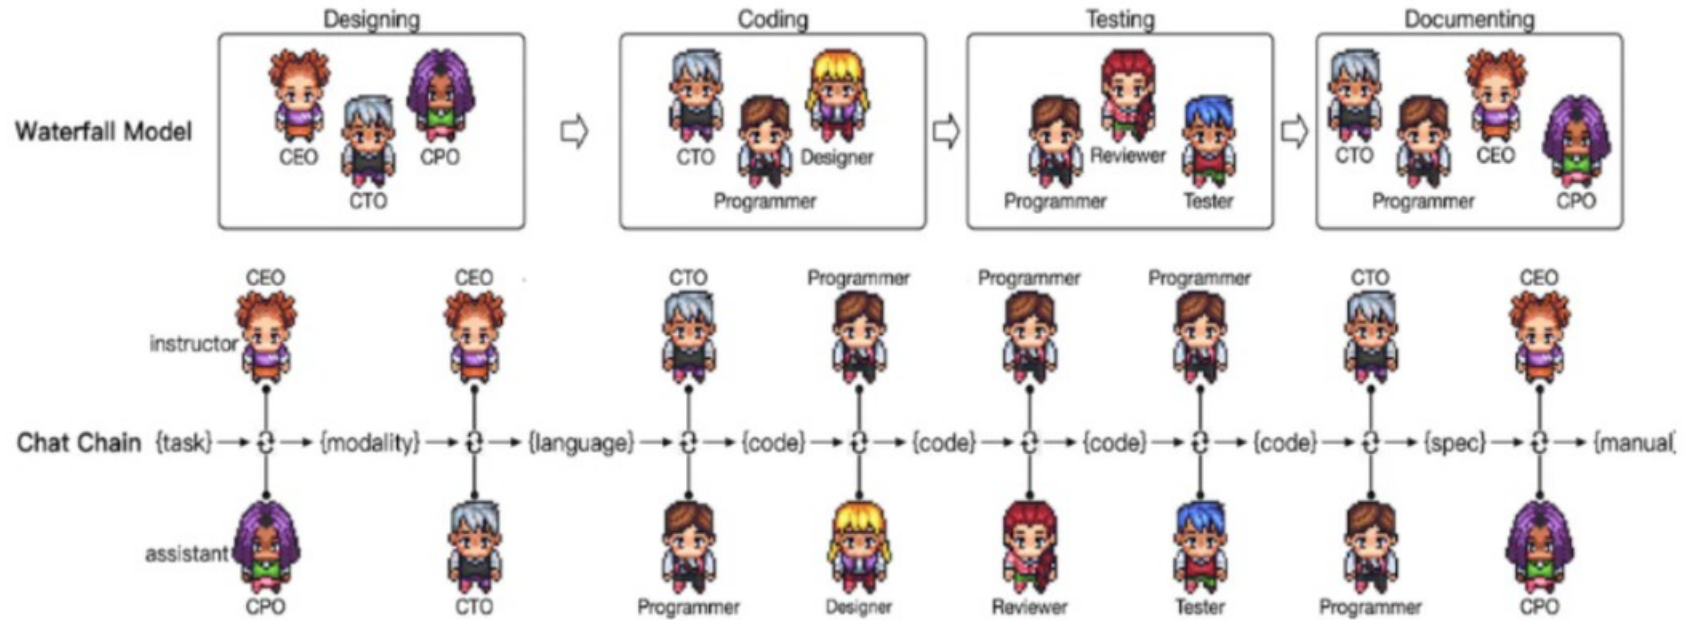 Designing
Coding
Testing
Documenting
Waterfall Model
CEO
CTO
CPO
CTO
Programmer
Designer
Programmer
Reviewer
Tester
CTO
Programmer
CEO
CPO
CEO
CEO
CTO
Programmer
Programmer
Programmer
CTO
CEO
instructor
Chat Chain {task} {modality} {language} {code} {code} {code} {code} {spec} {manual
assistant
CPO
CTO
Programmer
Designer
Reviewer
Tester
Programmer
CPO